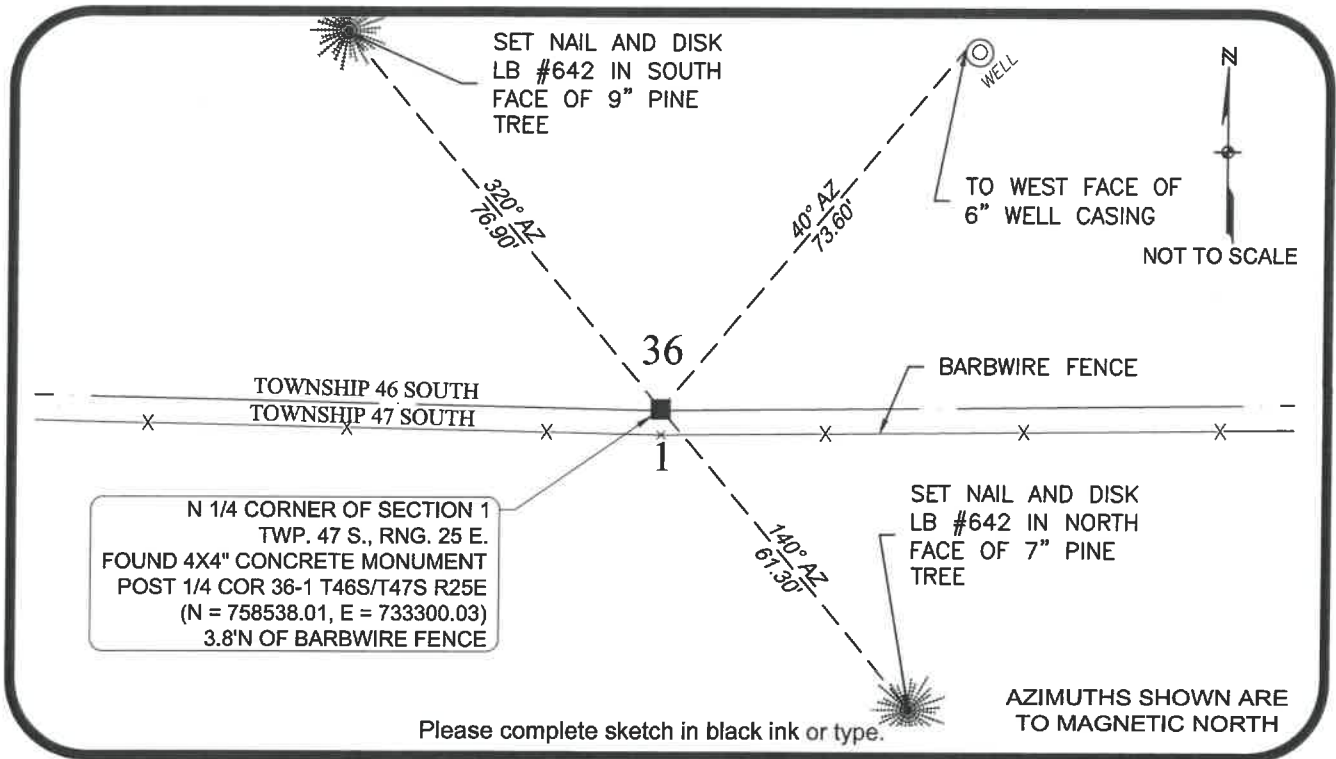 SET NAIL AND DISK
LB #642 IN SOUTH
FACE OF 9" PINE
TREE
WELL
N
TO WEST FACE OF
6" WELL CASING
NOT TO SCALE
320° AZ
76.90'
40° AZ
73.60'
36
BARBWIRE FENCE
TOWNSHIP 46 SOUTH
TOWNSHIP 47 SOUTH
1
N 1/4 CORNER OF SECTION 1
TWP. 47 S., RNG. 25 E.
FOUND 4X4" CONCRETE MONUMENT
POST 1/4 COR 36-1 T46S/T47S R25E
(N = 758538.01, E = 733300.03)
3.8'N OF BARBWIRE FENCE
140° AZ
61.30'
SET NAIL AND DISK
LB #642 IN NORTH
FACE OF 7" PINE
TREE
AZIMUTHS SHOWN ARE
TO MAGNETIC NORTH
Please complete sketch in black ink or type.